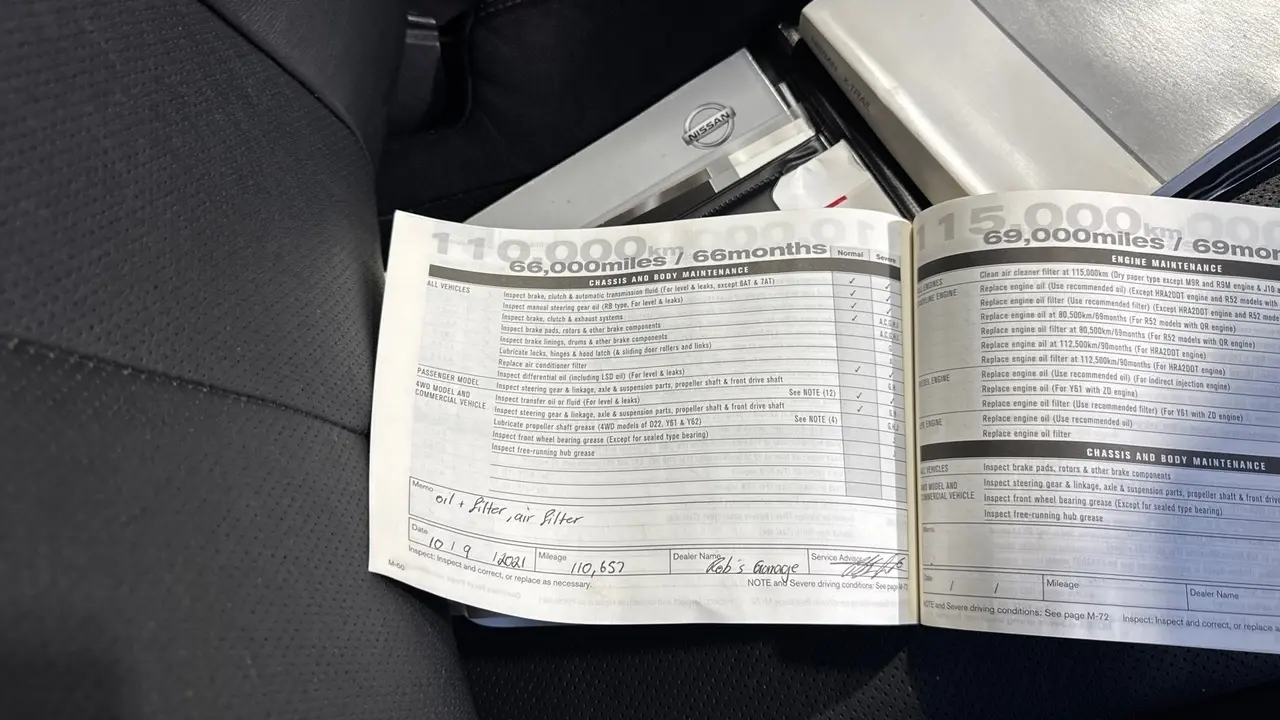 NISSAN
X-TRAIL
110,000km
66,000miles / 66months
Normal
Severe
CHASSIS AND BODY MAINTENANCE
ALL VEHICLES
Inspect brake, clutch & automatic transmission fluid (For level & leaks, except 6AT & 7AT)
Inspect manual steering gear oil (RB type, For level & leaks)
Inspect brake, clutch & exhaust systems
Inspect brake pads, rotors & other brake components
Inspect brake linings, drums & other brake components
Lubricate locks, hinges & hood latch (& sliding door rollers and links)
Replace air conditioner filter
Inspect differential oil (including LSD oil) (For level & leaks)
PASSENGER MODEL
Inspect steering gear & linkage, axle & suspension parts, propeller shaft & front drive shaft
4WD MODEL AND
COMMERCIAL VEHICLE
Inspect transfer oil or fluid (For level & leaks) See NOTE (12)
Inspect steering gear & linkage, axle & suspension parts, propeller shaft & front drive shaft
Lubricate propeller shaft grease (4WD models of D22, Y61 & Y62) See NOTE (4)
Inspect front wheel bearing grease (Except for sealed type bearing)
Inspect free-running hub grease
Memo
oil + filter, air filter
Date 10 / 9 / 2021
Mileage 110,657
Dealer Name Rob's Garage
Service
Inspect: Inspect and correct, or replace as necessary.
NOTE and Severe driving conditions: See page
M-60
115,000
69,000miles / 69
ENGINE MAINTENANCE
Clean air cleaner filter at 115,000km (Dry paper type except M9R and R9M engine & J10
Replace engine oil (Use recommended oil) (Except HRA2DDT engine and R52 models with
Replace engine oil filter (Use recommended filter) (Except HRA2DDT engine and R52
Replace engine oil at 80,500km/69months (For R52 models with QR engine)
Replace engine oil filter at 80,500km/69months (For R52 models with QR engine)
Replace engine oil at 112,500km/90months (For HRA2DDT engine)
Replace engine oil filter at 112,500km/90months (For HRA2DDT engine)
ENGINE
Replace engine oil (Use recommended oil) (For indirect injection engine)
Replace engine oil (For Y61 with ZD engine)
Replace engine oil filter (Use recommended filter) (For Y61 with ZD engine)
ENGINE
Replace engine oil (Use recommended oil)
Replace engine oil filter
CHASSIS AND BODY MAINTENANCE
VEHICLES
Inspect brake pads, rotors & other brake components
MODEL AND
COMMERCIAL VEHICLE
Inspect steering gear & linkage, axle & suspension parts, propeller shaft & front
Inspect front wheel bearing grease (Except for sealed type bearing)
Inspect free-running hub grease
/ /
Mileage
Dealer Name
NOTE and Severe driving conditions: See page M-72
Inspect: Inspect and correct, or replace